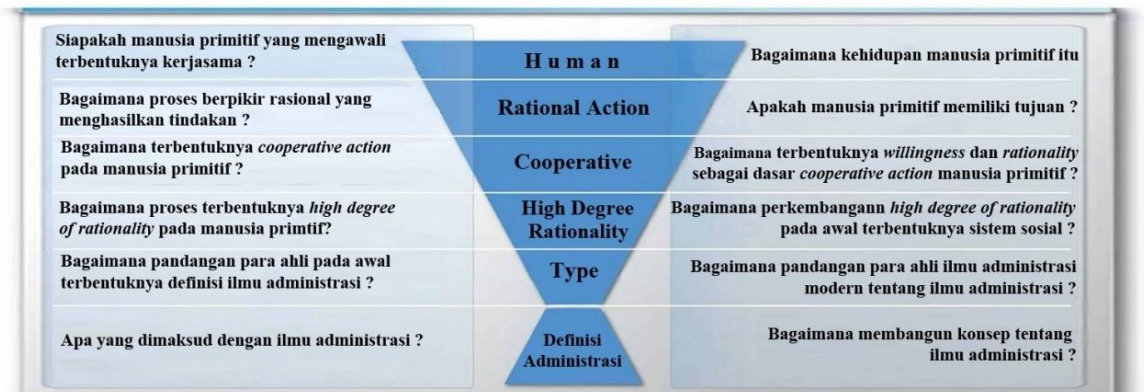 Siapakah manusia primitif yang mengawali
terbentuknya kerjasama ?
Human
Bagaimana kehidupan manusia primitif itu
Bagaimana proses berpikir rasional yang
menghasilkan tindakan ?
Rational Action
Apakah manusia primitif memiliki tujuan ?
Bagaimana terbentuknya cooperative action
pada manusia primitif ?
Cooperative
Bagaimana terbentuknya willingness dan rationality
sebagai dasar cooperative action manusia primitif ?
Bagaimana proses terbentuknya high degree
of rationality pada manusia primtif?
High Degree
Rationality
Bagaimana perkembangann high degree of rationality
pada awal terbentuknya sistem sosial ?
Bagaimana pandangan para ahli pada awal
terbentuknya definisi ilmu administrasi ?
Type
Bagaimana pandangan para ahli ilmu administrasi
modern tentang ilmu administrasi ?
Apa yang dimaksud dengan ilmu administrasi ?
Definisi
Administrasi
Bagaimana membangun konsep tentang
ilmu administrasi ?